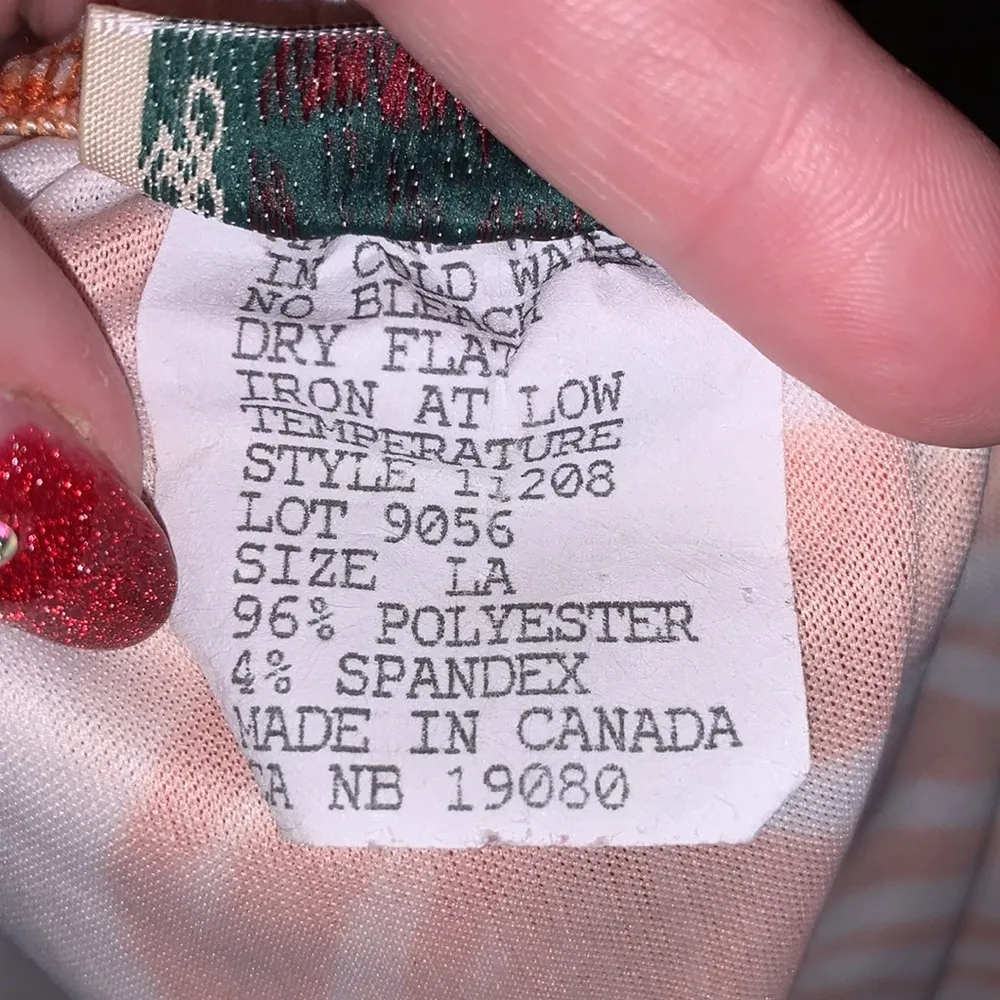 IN COLD WATER
NO BLEACH
DRY FLAT
IRON AT LOW
TEMPERATURE
STYLE 11208
LOT 9056
SIZE LA
96% POLYESTER
4% SPANDEX
MADE IN CANADA
CA NB 19080